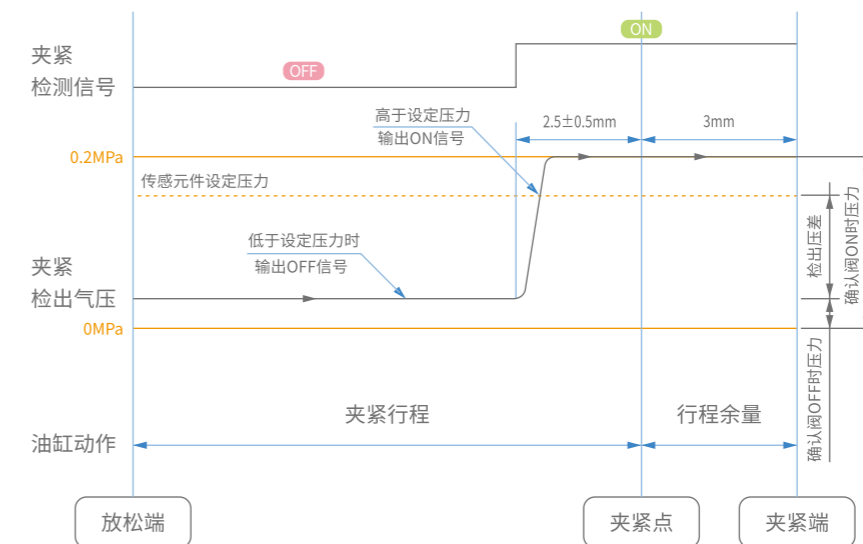 ON
夹紧
检测信号
OFF
高于设定压力
输出ON信号
2.5±0.5mm
3mm
0.2MPa
传感元件设定压力
检出压差
确认阀ON时压力
低于设定压力时
输出OFF信号
夹紧
检出气压
0MPa
确认阀OFF时压力
夹紧行程
行程余量
油缸动作
放松端
夹紧点
夹紧端